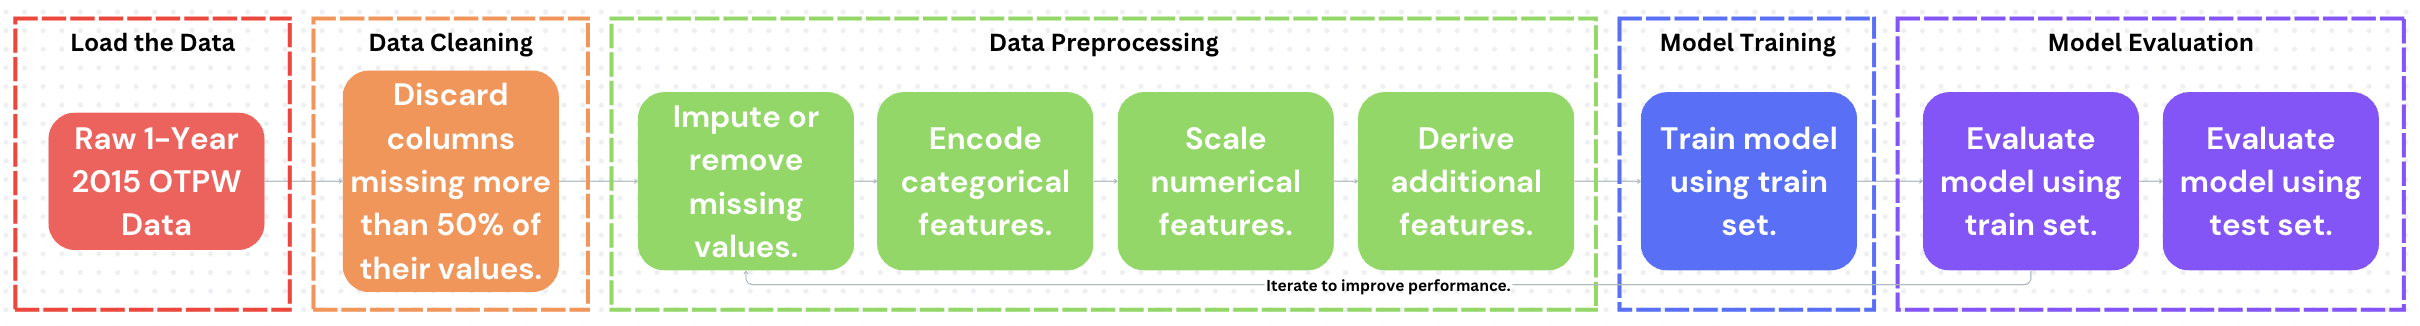 Load the Data
Raw 1-Year
2015 OTPW
Data
Data Cleaning
Discard
columns
missing more
than 50% of
their values.
Data Preprocessing
Impute or
remove
missing
values.
Encode
categorical
features.
Scale
numerical
features.
Derive
additional
features.
Iterate to improve performance.
Model Training
Train model
using train
set.
Model Evaluation
Evaluate
model using
train set.
Evaluate
model using
test set.